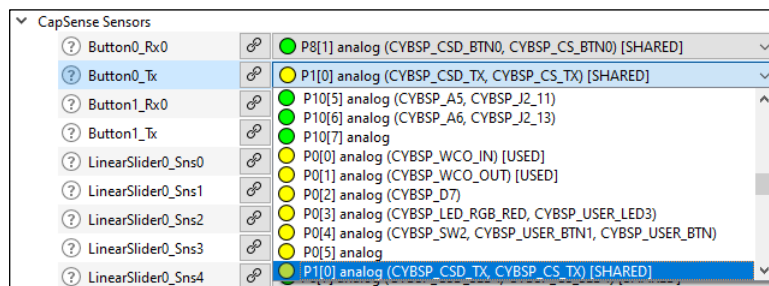 CapSense Sensors
Button0_Rx0 P8[1] analog (CYBSP_CSD_BTN0, CYBSP_CS_BTN0) [SHARED]
Button0_Tx P1[0] analog (CYBSP_CSD_TX, CYBSP_CS_TX) [SHARED]
Button1_Rx0 P10[5] analog (CYBSP_A5, CYBSP_J2_11)
P10[6] analog (CYBSP_A6, CYBSP_J2_13)
Button1_Tx P10[7] analog
P0[0] analog (CYBSP_WCO_IN) [USED]
LinearSlider0_Sns0 P0[1] analog (CYBSP_WCO_OUT) [USED]
LinearSlider0_Sns1 P0[2] analog (CYBSP_D7)
LinearSlider0_Sns2 P0[3] analog (CYBSP_LED_RGB_RED, CYBSP_USER_LED3)
P0[4] analog (CYBSP_SW2, CYBSP_USER_BTN1, CYBSP_USER_BTN)
LinearSlider0_Sns3 P0[5] analog
LinearSlider0_Sns4 P1[0] analog (CYBSP_CSD_TX, CYBSP_CS_TX) [SHARED]